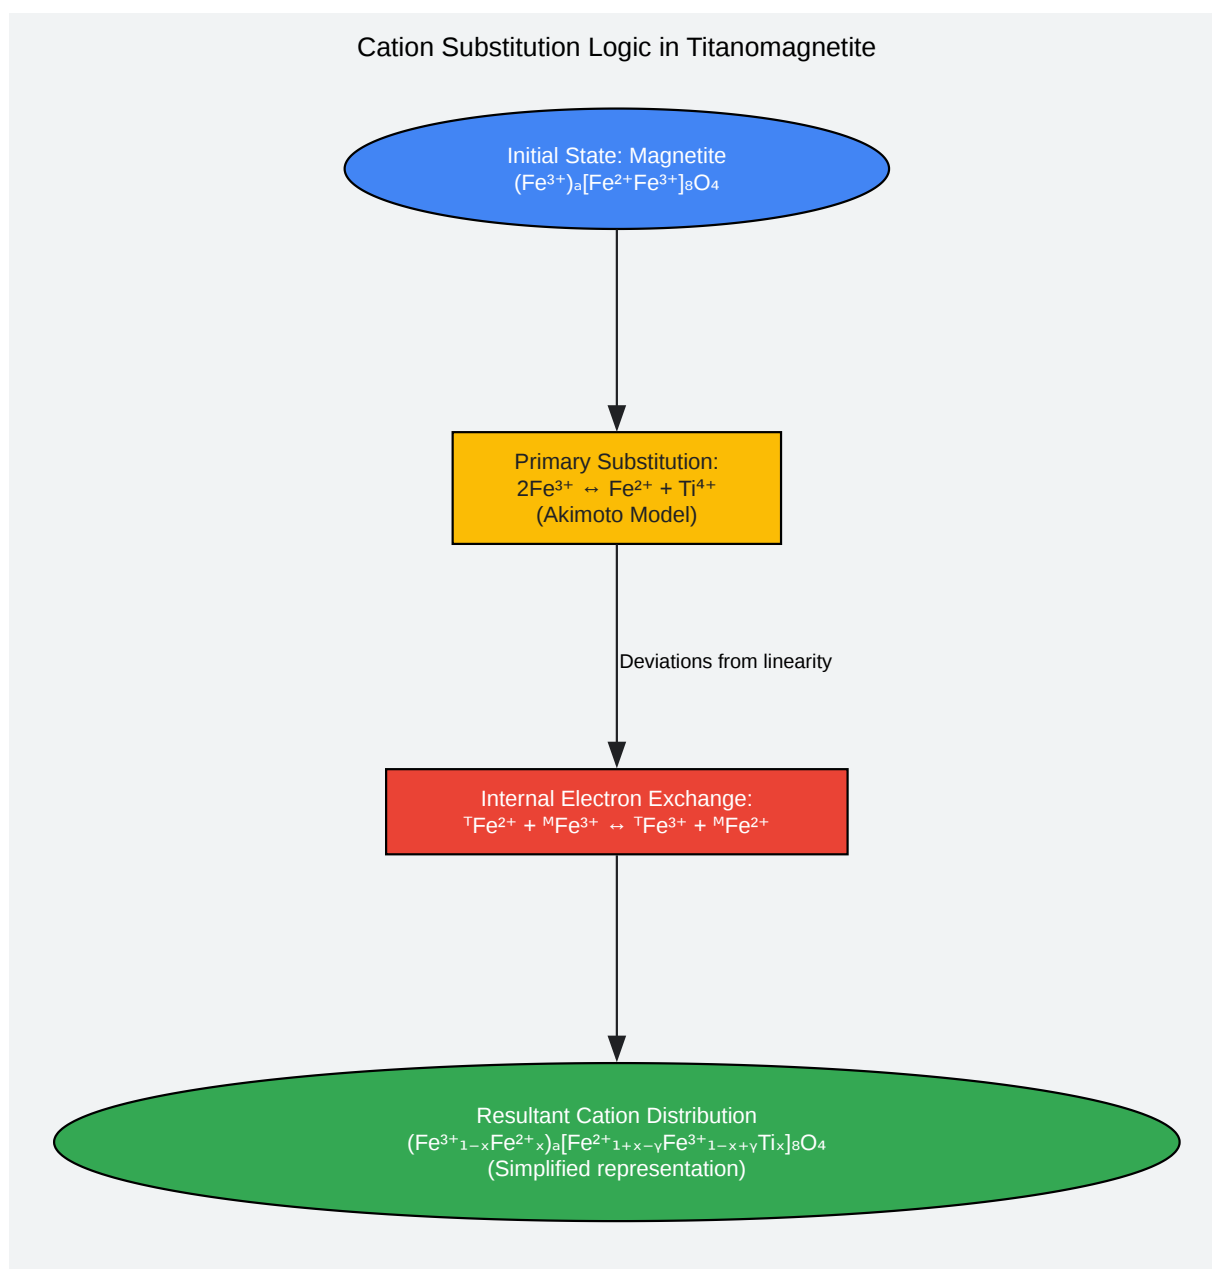 Cation Substitution Logic in Titanomagnetite
Initial State: Magnetite
(Fe³⁺)ₐ[Fe²⁺Fe³⁺]₈O₄
Primary Substitution:
2Fe³⁺ ↔ Fe²⁺ + Ti⁴⁺
(Akimoto Model)
Deviations from linearity
Internal Electron Exchange:
ᵀFe²⁺ + ᴹFe³⁺ ↔ ᵀFe³⁺ + ᴹFe²⁺
Resultant Cation Distribution
(Fe³⁺₁₋ₓFe²⁺ₓ)ₐ[Fe²⁺₁₊ₓ₋ᵧFe³⁺₁₋ₓ₊ᵧTiₓ]₈O₄
(Simplified representation)